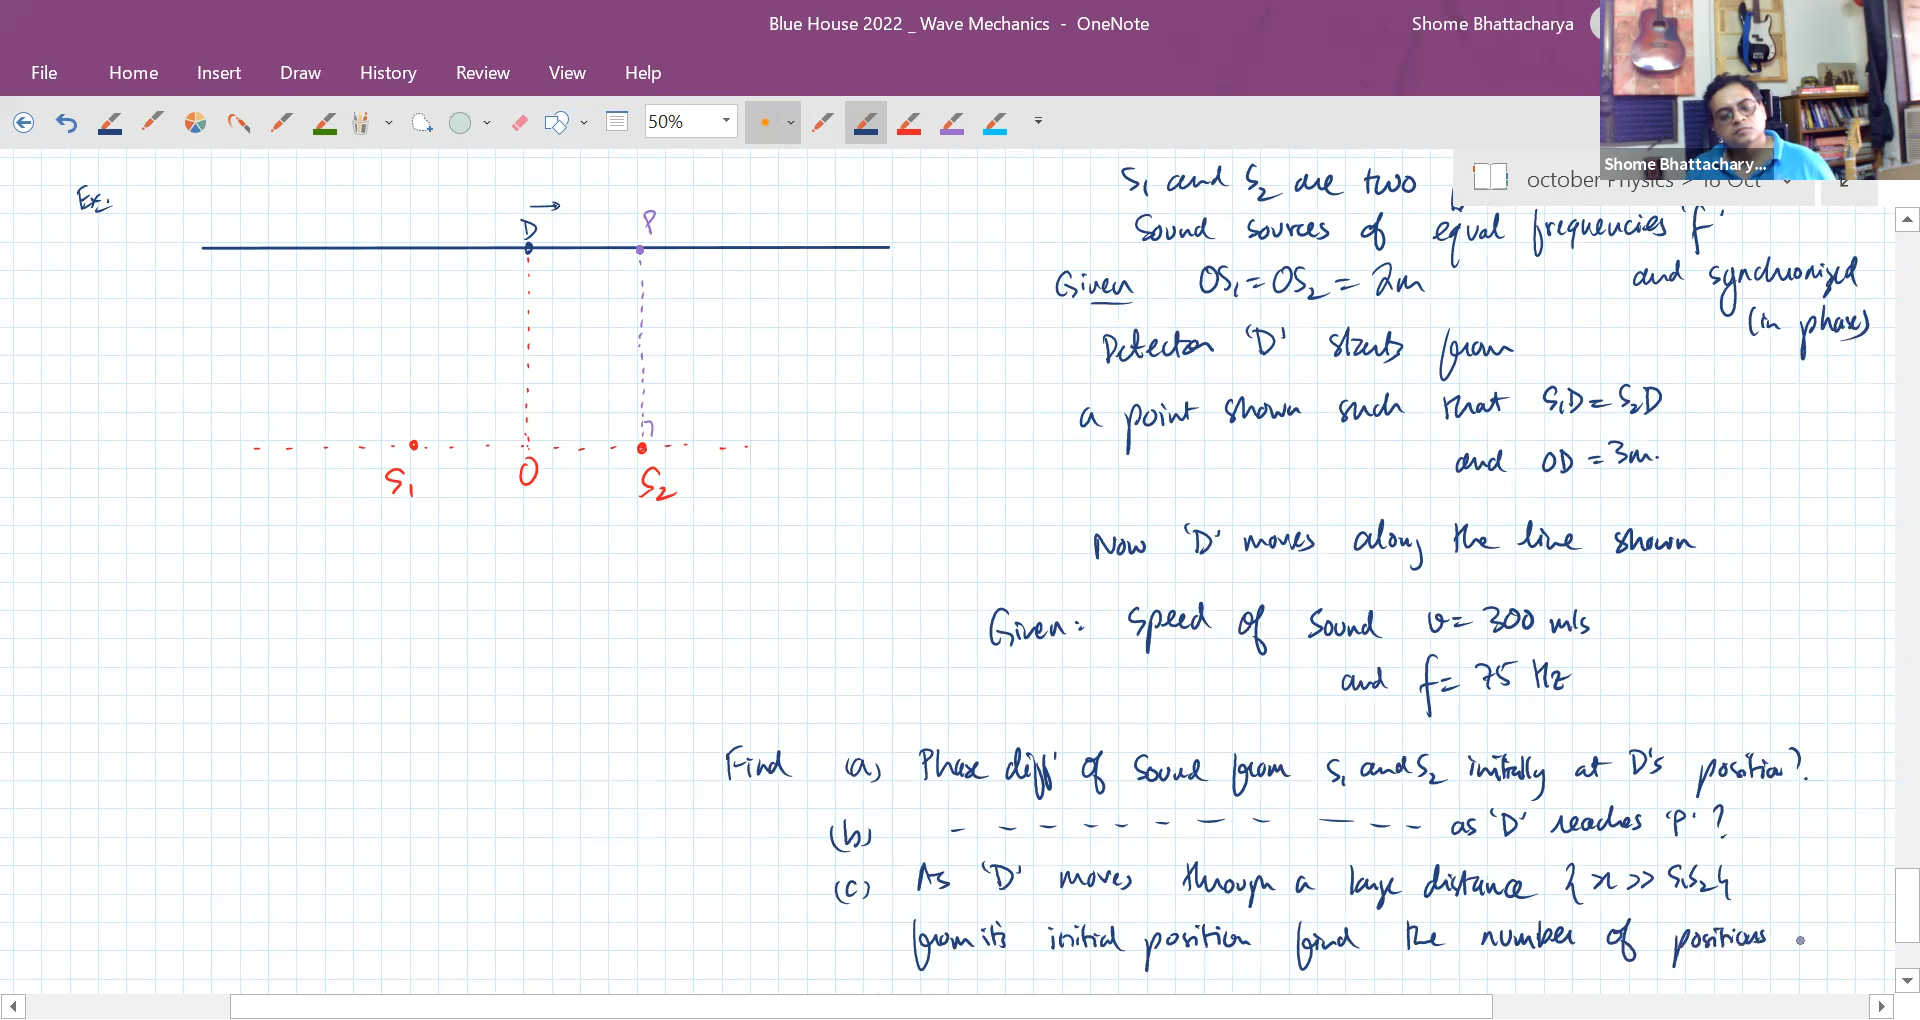 Blue House 2022 _ Wave Mechanics - OneNote
Shome Bhattacharya
File Home Insert Draw History Review View Help
50%
Shome Bhattachary...
october Physics > 18 Oct
Ex:
D
P
S1
O
S2
S1 and S2 are two
Sound sources of equal frequencies 'f'
and synchronized
(in phase)
Given OS1 = OS2 = 2m
Detector 'D' starts from
a point shown such that S1D = S2D
and OD = 3m.
Now 'D' moves along the line shown
Given: Speed of Sound v = 300 m/s
and f = 75 Hz
Find (a) Phase diff' of Sound from S1 and S2 initially at D's position?
(b) - - - - - - - - - - - - as 'D' reaches 'P' ?
(c) As 'D' moves through a large distance { x >> S1S2 }
from its initial position find the number of positions